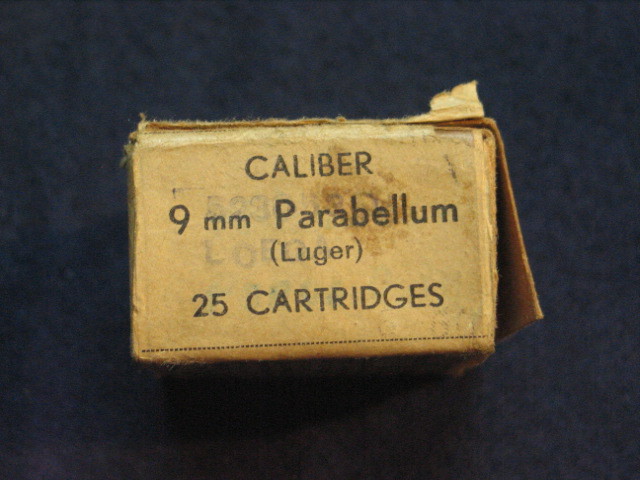 CALIBER
9 mm Parabellum
(Luger)
25 CARTRIDGES